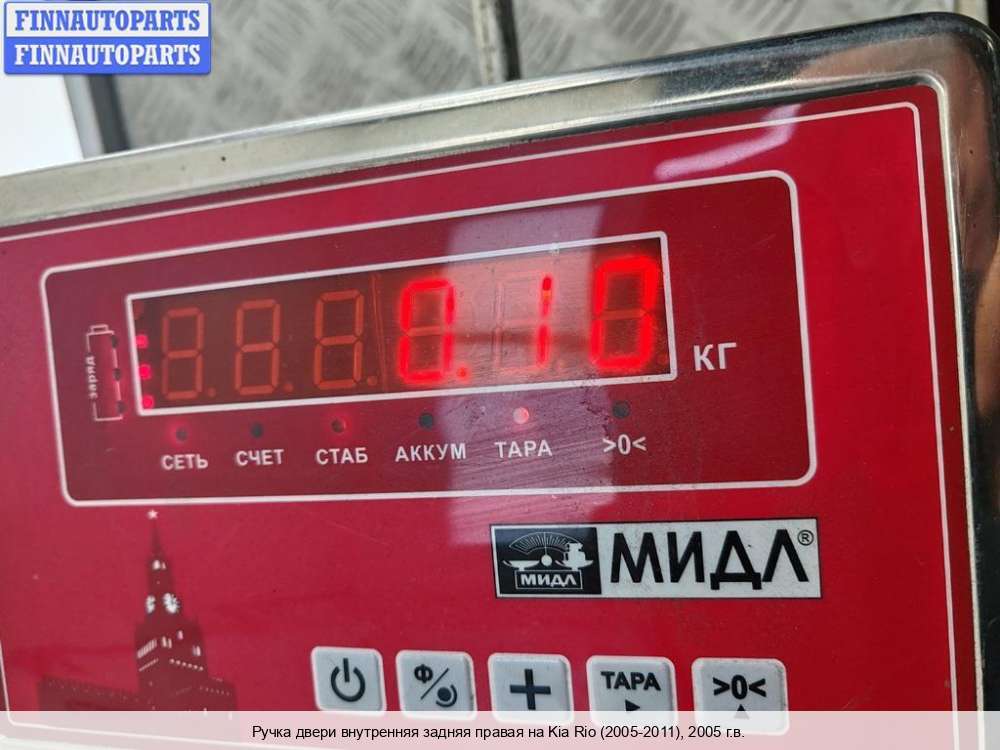 FINNAUTOPARTS
FINNAUTOPARTS
0.10
КГ
заряд
СЕТЬ СЧЕТ СТАБ АККУМ ТАРА >0<
МИДЛ МИДЛ®
Ф ТАРА >0<
Ручка двери внутренняя задняя правая на Kia Rio (2005-2011), 2005 г.в.